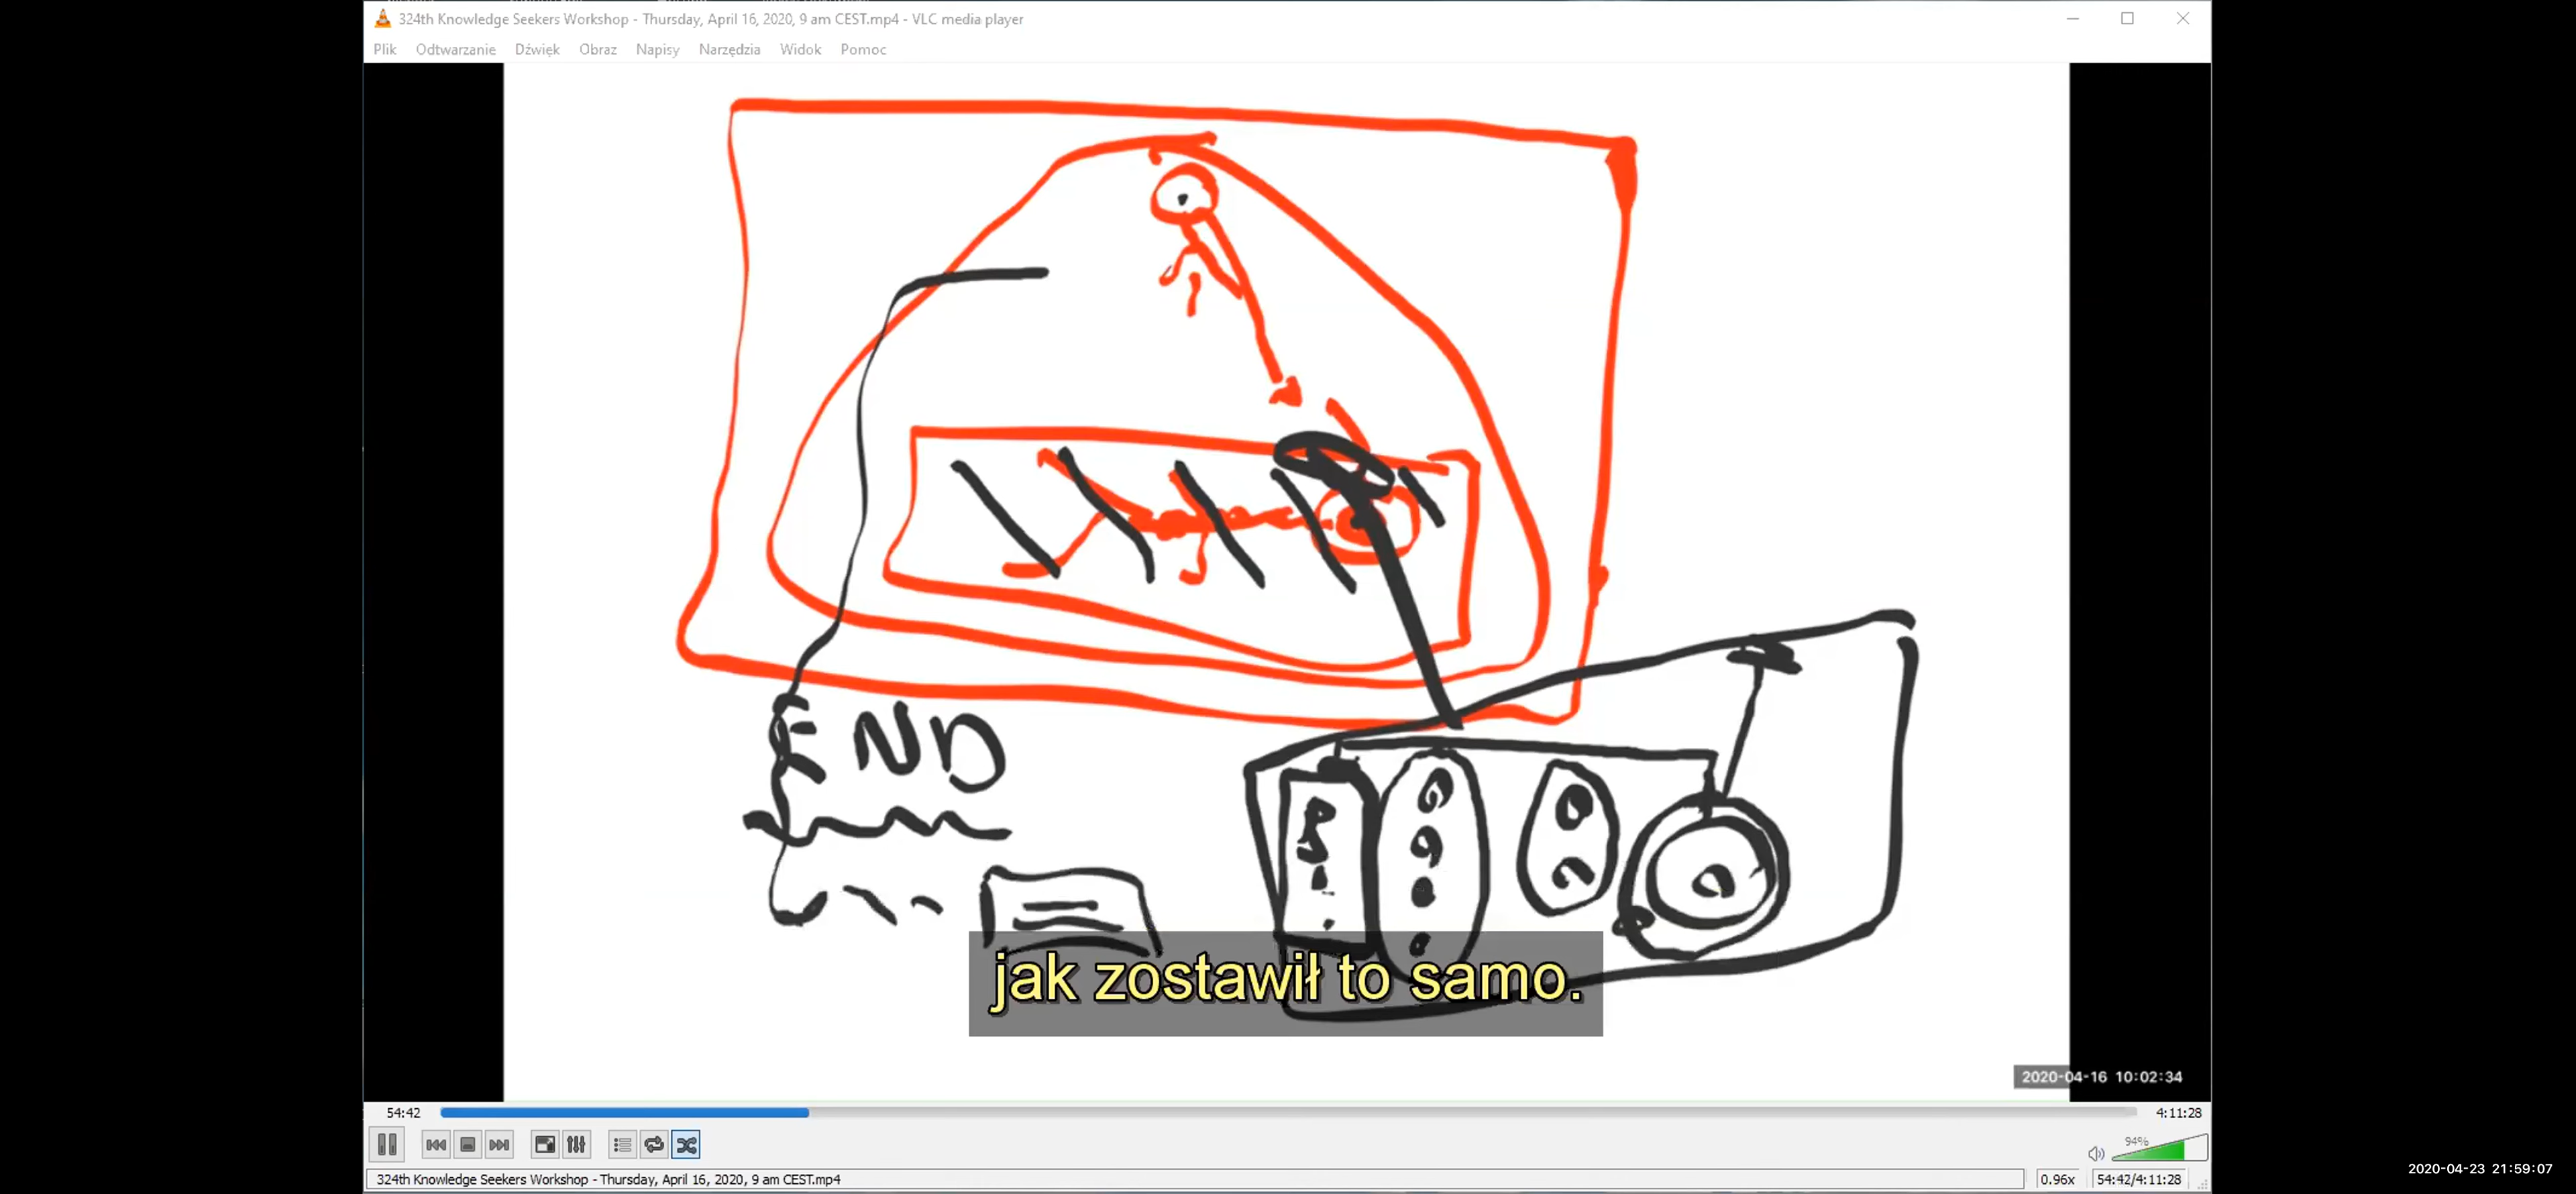 324th Knowledge Seekers Workshop - Thursday, April 16, 2020, 9 am CEST.mp4 - VLC media player
Plik Odtwarzanie Dźwięk Obraz Napisy Narzędzia Widok Pomoc
END
jak zostawił to samo.
2020-04-16 10:02:34
54:42
4:11:28
94%
324th Knowledge Seekers Workshop - Thursday, April 16, 2020, 9 am CEST.mp4
0.96x
54:42/4:11:28
2020-04-23 21:59:07